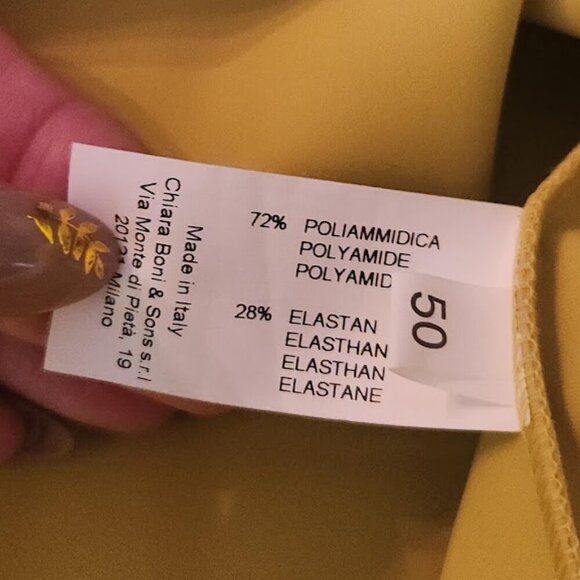 72% POLIAMMIDICA
POLYAMIDE
POLYAMID
28% ELASTAN
ELASTHAN
ELASTHAN
ELASTANE
50
Made in Italy
Chiara Boni & Sons s.r.l
Via Monte di Pietà, 19
Milano